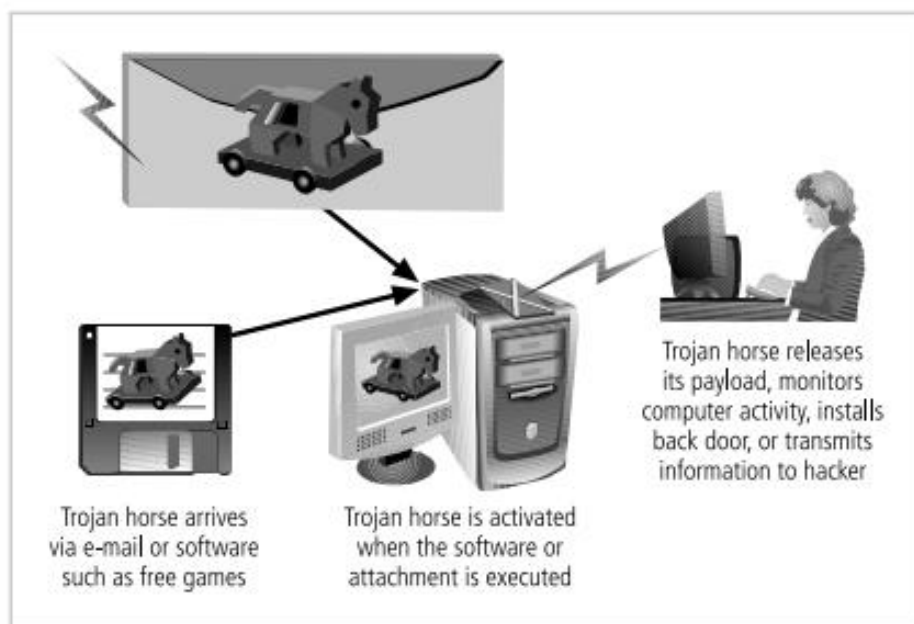 Trojan horse arrives
via e-mail or software
such as free games
Trojan horse is activated
when the software or
attachment is executed
Trojan horse releases
its payload, monitors
computer activity, installs
back door, or transmits
information to hacker